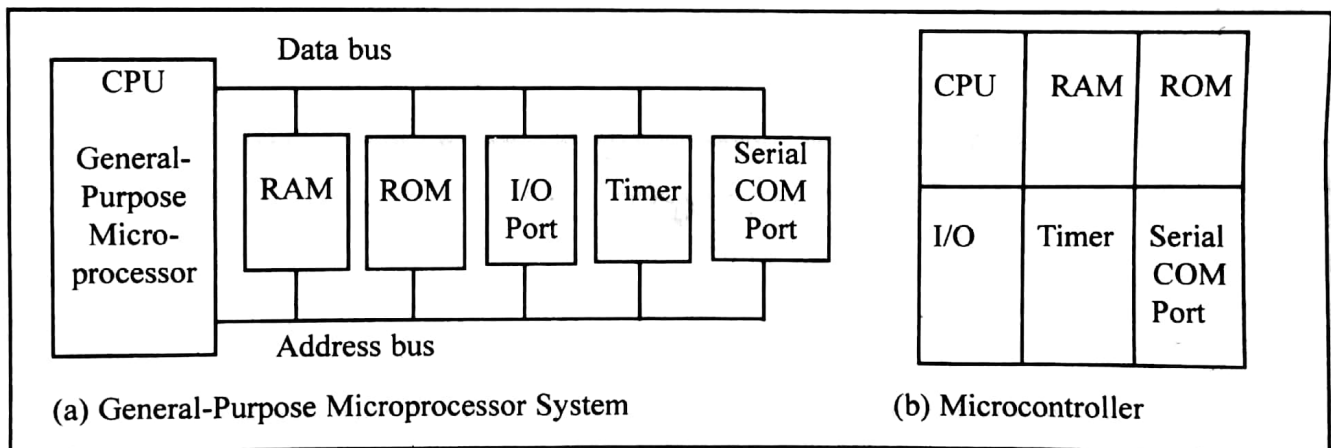 Data bus
CPU
General-
Purpose
Micro-
processor
RAM
ROM
I/O
Port
Timer
Serial
COM
Port
Address bus
(a) General-Purpose Microprocessor System
CPU
RAM
ROM
I/O
Timer
Serial
COM
Port
(b) Microcontroller